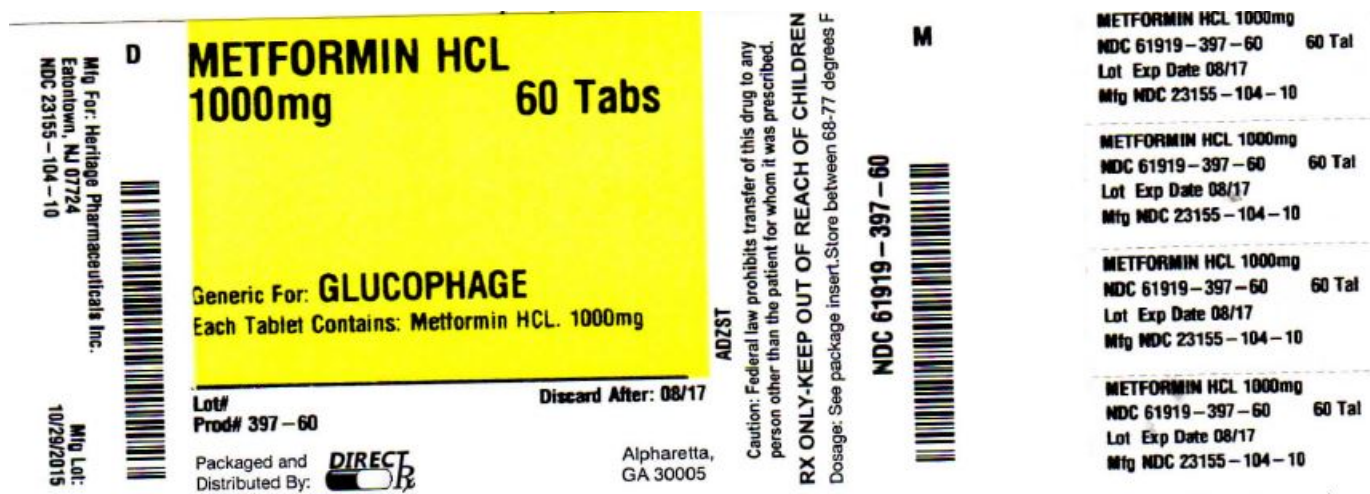 Mfg For: Heritage Pharmaceuticals Inc.
Eatontown, NJ 07724
NDC 23155-104-10
Mfg Lot:
10/29/2015
D
METFORMIN HCL
1000mg 60 Tabs
Generic For: GLUCOPHAGE
Each Tablet Contains: Metformin HCL. 1000mg
Lot# Discard After: 08/17
Prod# 397-60
Packaged and
Distributed By: DIRECT Rx
Alpharetta,
GA 30005
ADZST
Caution: Federal law prohibits transfer of this drug to any
person other than the patient for whom it was prescribed.
RX ONLY-KEEP OUT OF REACH OF CHILDREN
Dosage: See package insert.Store between 68-77 degrees F
NDC 61919-397-60
M
METFORMIN HCL 1000mg
NDC 61919-397-60 60 Tal
Lot Exp Date 08/17
Mfg NDC 23155-104-10
METFORMIN HCL 1000mg
NDC 61919-397-60 60 Tal
Lot Exp Date 08/17
Mfg NDC 23155-104-10
METFORMIN HCL 1000mg
NDC 61919-397-60 60 Tal
Lot Exp Date 08/17
Mfg NDC 23155-104-10
METFORMIN HCL 1000mg
NDC 61919-397-60 60 Tal
Lot Exp Date 08/17
Mfg NDC 23155-104-10